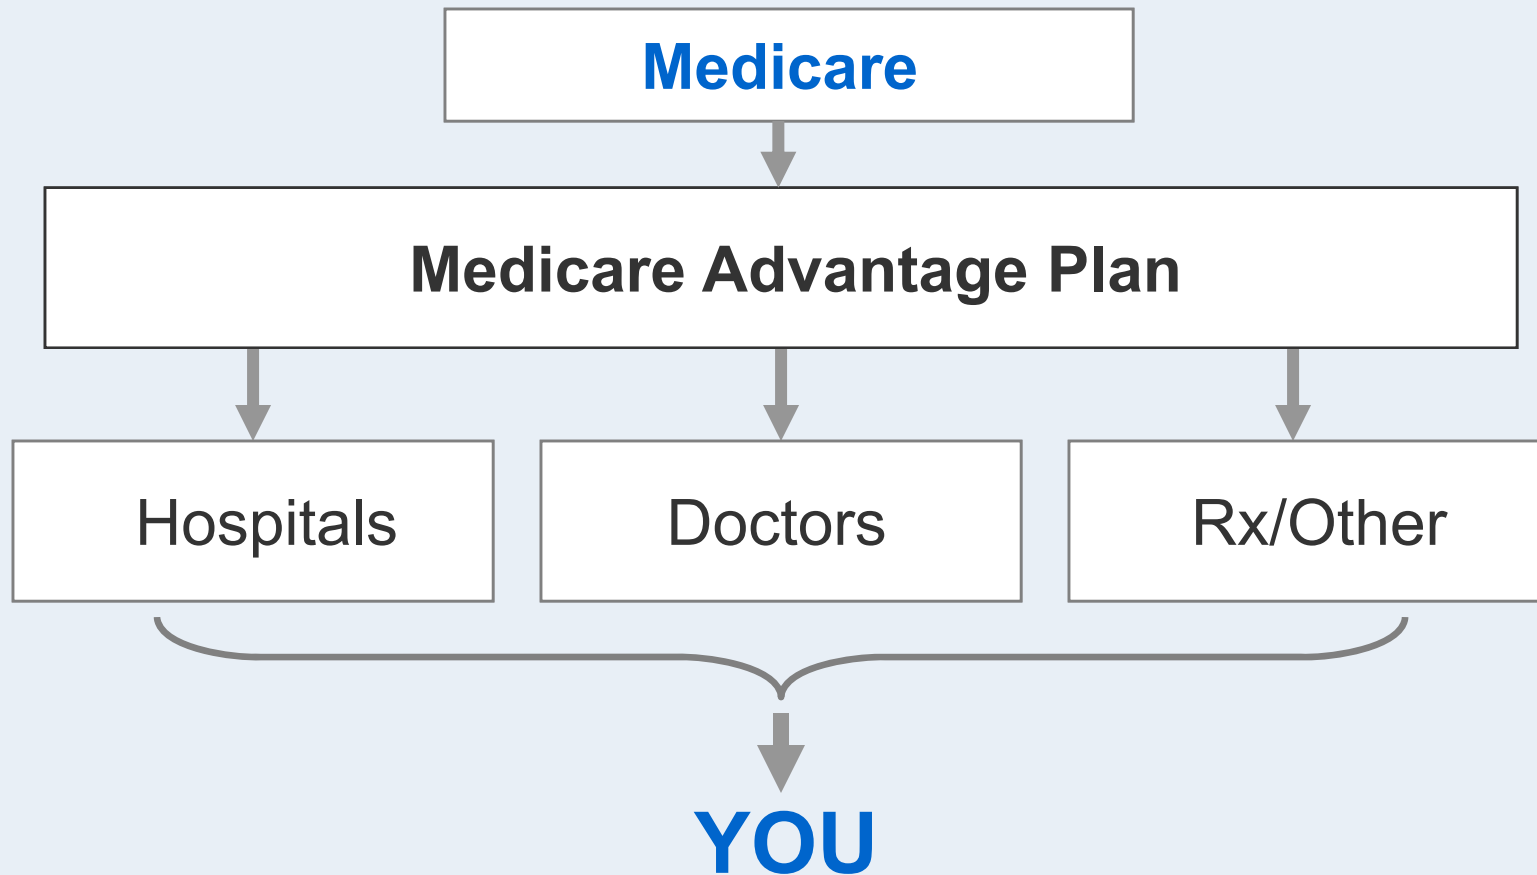 Medicare
Medicare Advantage Plan
Hospitals
Doctors
Rx/Other
YOU